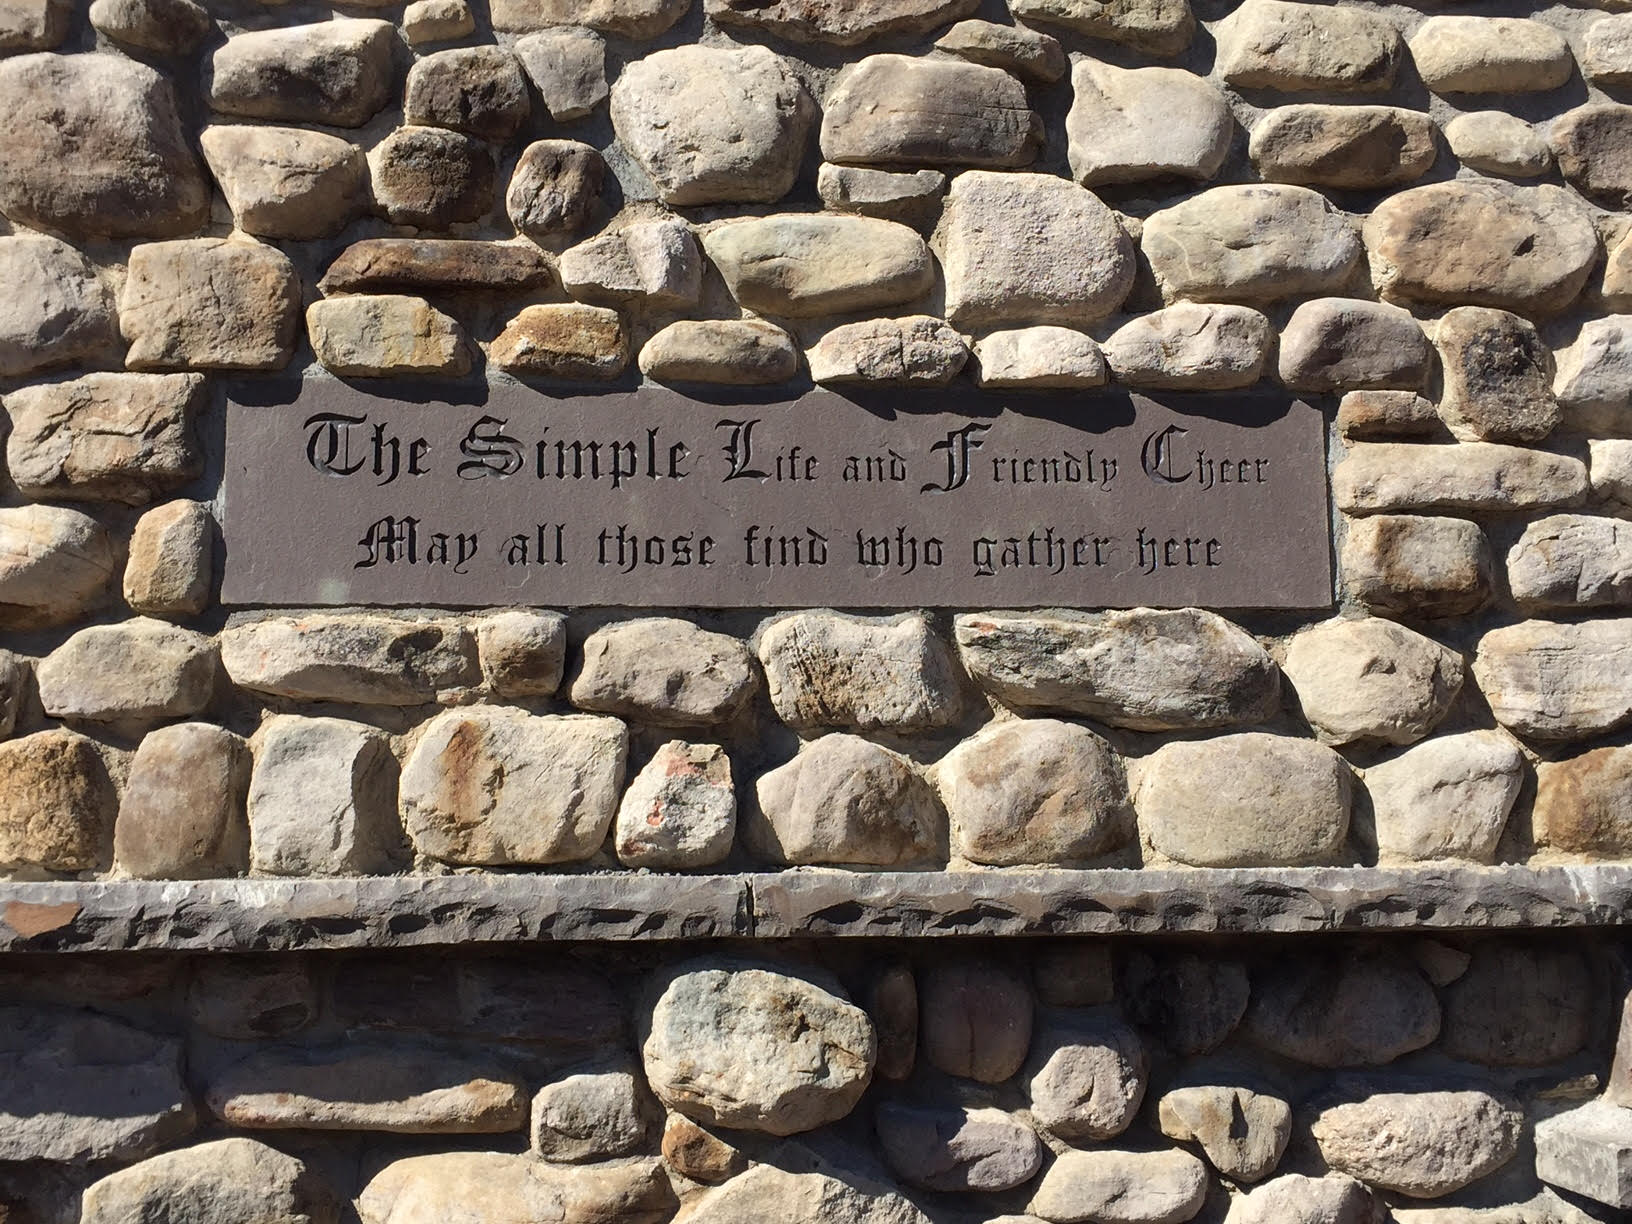 The Simple Life and Friendly Cheer
May all those find who gather here